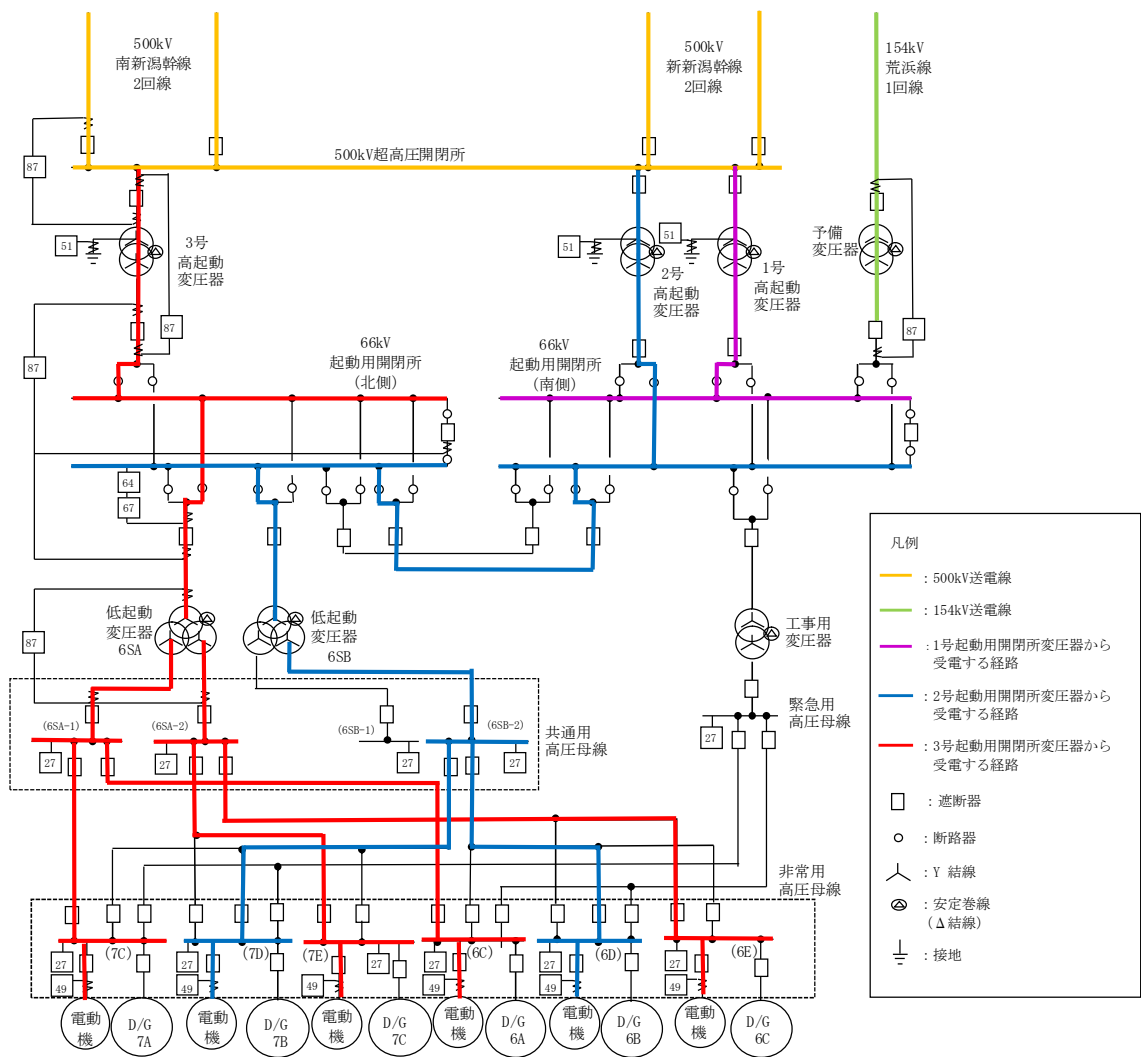 500kV
南新潟幹線
2回線
500kV
新新潟幹線
2回線
154kV
荒浜線
1回線
87
500kV超高圧開閉所
51
3号
高起動
変圧器
87
51
2号
高起動
変圧器
51
1号
高起動
変圧器
予備
変圧器
87
87
66kV
起動用開閉所
(北側)
66kV
起動用開閉所
(南側)
64
67
87
低起動
変圧器
6SA
低起動
変圧器
6SB
工事用
変圧器
(6SA-1)
(6SA-2)
(6SB-1)
(6SB-2)
共通用
高圧母線
緊急用
高圧母線
27
27
27
27
27
非常用
高圧母線
(7C)
(7D)
(7E)
(6C)
(6D)
(6E)
27
27
27
27
27
27
49
49
49
49
49
49
電動機
D/G
7A
電動機
D/G
7B
電動機
D/G
7C
電動機
D/G
6A
電動機
D/G
6B
電動機
D/G
6C
凡例
:500kV送電線
:154kV送電線
:1号起動用開閉所変圧器から
受電する経路
:2号起動用開閉所変圧器から
受電する経路
:3号起動用開閉所変圧器から
受電する経路
:遮断器
:断路器
:Y 結線
:安定巻線
(Δ結線)
:接地